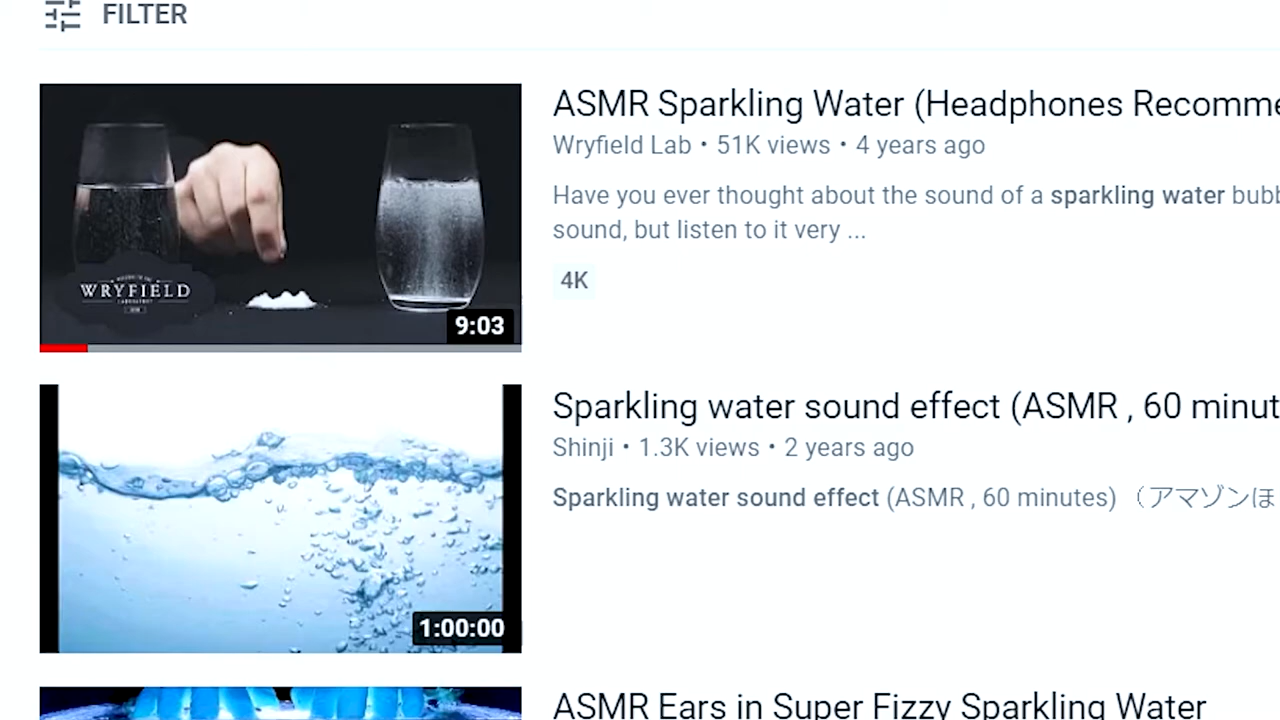 FILTER
ASMR Sparkling Water (Headphones Recomme
Wryfield Lab • 51K views • 4 years ago
Have you ever thought about the sound of a sparkling water bubb
sound, but listen to it very ...
4K
WRYFIELD
9:03
Sparkling water sound effect (ASMR , 60 minut
Shinji • 1.3K views • 2 years ago
Sparkling water sound effect (ASMR , 60 minutes) （アマゾンほ
1:00:00
ASMR Ears in Super Fizzy Sparkling Water